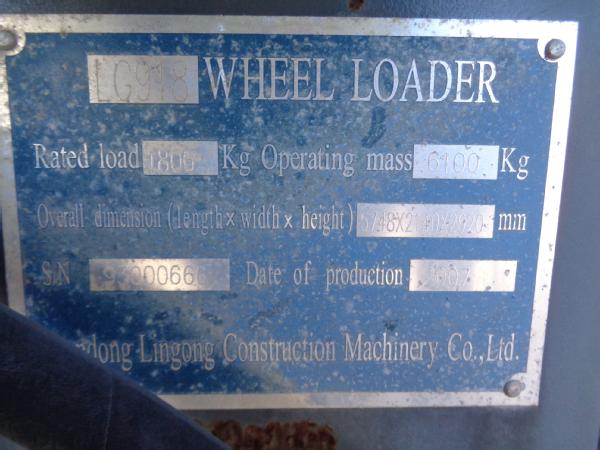 LG918 WHEEL LOADER
Rated load 1800 Kg Operating mass 6100 Kg
Overall dimension (length× width× height) mm
S/N Date of production
Lingong Construction Machinery Co.,Ltd.